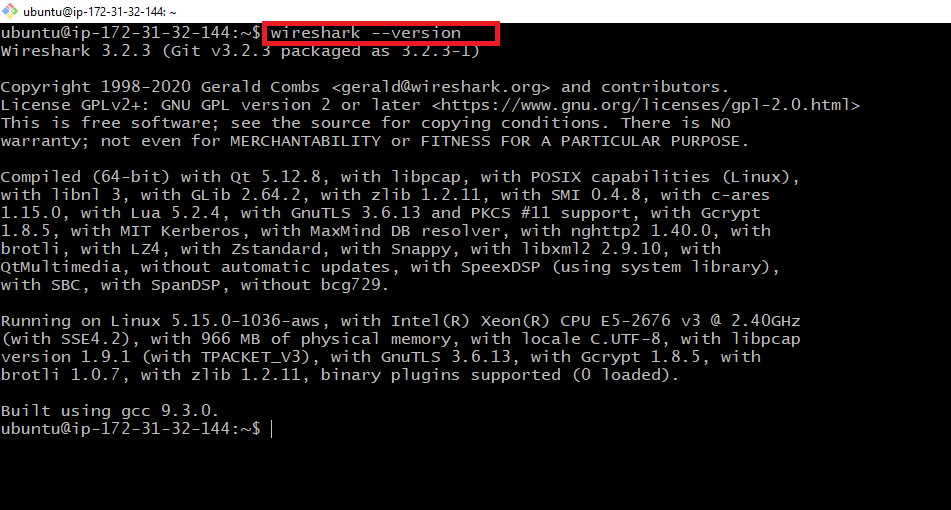 ubuntu@ip-172-31-32-144: ~
ubuntu@ip-172-31-32-144:~$ wireshark --version
Wireshark 3.2.3 (Git v3.2.3 packaged as 3.2.3-1)
Copyright 1998-2020 Gerald Combs <gerald@wireshark.org> and contributors.
License GPLv2+: GNU GPL version 2 or later <https://www.gnu.org/licenses/gpl-2.0.html>
This is free software; see the source for copying conditions. There is NO
warranty; not even for MERCHANTABILITY or FITNESS FOR A PARTICULAR PURPOSE.
Compiled (64-bit) with Qt 5.12.8, with libpcap, with POSIX capabilities (Linux),
with libnl 3, with GLib 2.64.2, with zlib 1.2.11, with SMI 0.4.8, with c-ares
1.15.0, with Lua 5.2.4, with GnuTLS 3.6.13 and PKCS #11 support, with Gcrypt
1.8.5, with MIT Kerberos, with MaxMind DB resolver, with nghttp2 1.40.0, with
brotli, with LZ4, with Zstandard, with Snappy, with libxml2 2.9.10, with
QtMultimedia, without automatic updates, with SpeexDSP (using system library),
with SBC, with SpanDSP, without bcg729.
Running on Linux 5.15.0-1036-aws, with Intel(R) Xeon(R) CPU E5-2676 v3 @ 2.40GHz
(with SSE4.2), with 966 MB of physical memory, with locale C.UTF-8, with libpcap
version 1.9.1 (with TPACKET_V3), with GnuTLS 3.6.13, with Gcrypt 1.8.5, with
brotli 1.0.7, with zlib 1.2.11, binary plugins supported (0 loaded).
Built using gcc 9.3.0.
ubuntu@ip-172-31-32-144:~$